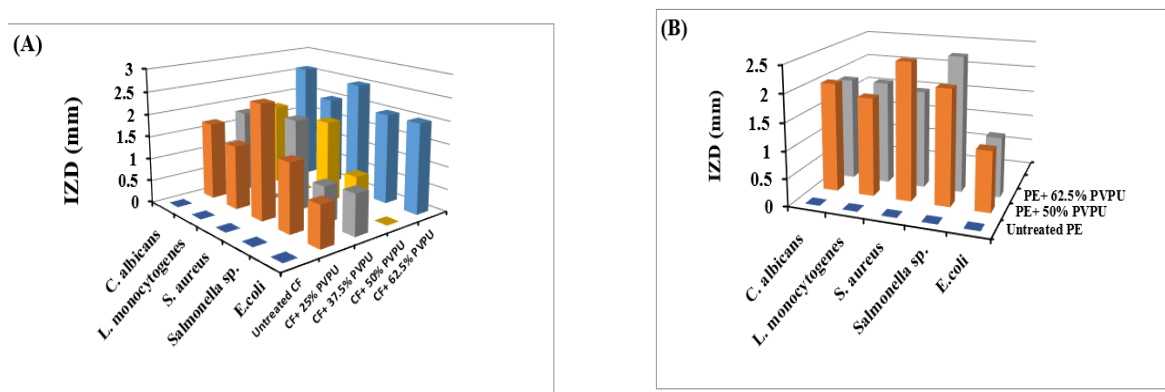 (A)
IZD (mm)
3
2.5
2
1.5
1
0.5
0
C. albicans
L. monocytogenes
S. aureus
Salmonella sp.
E.coli
Untreated CF
CF+ 25% PVPU
CF+ 37.5% PVPU
CF+ 50% PVPU
CF+ 62.5% PVPU
(B)
IZD (mm)
2.5
2
1.5
1
0.5
0
C. albicans
L. monocytogenes
S. aureus
Salmonella sp.
E.coli
PE+ 62.5% PVPU
PE+ 50% PVPU
Untreated PE